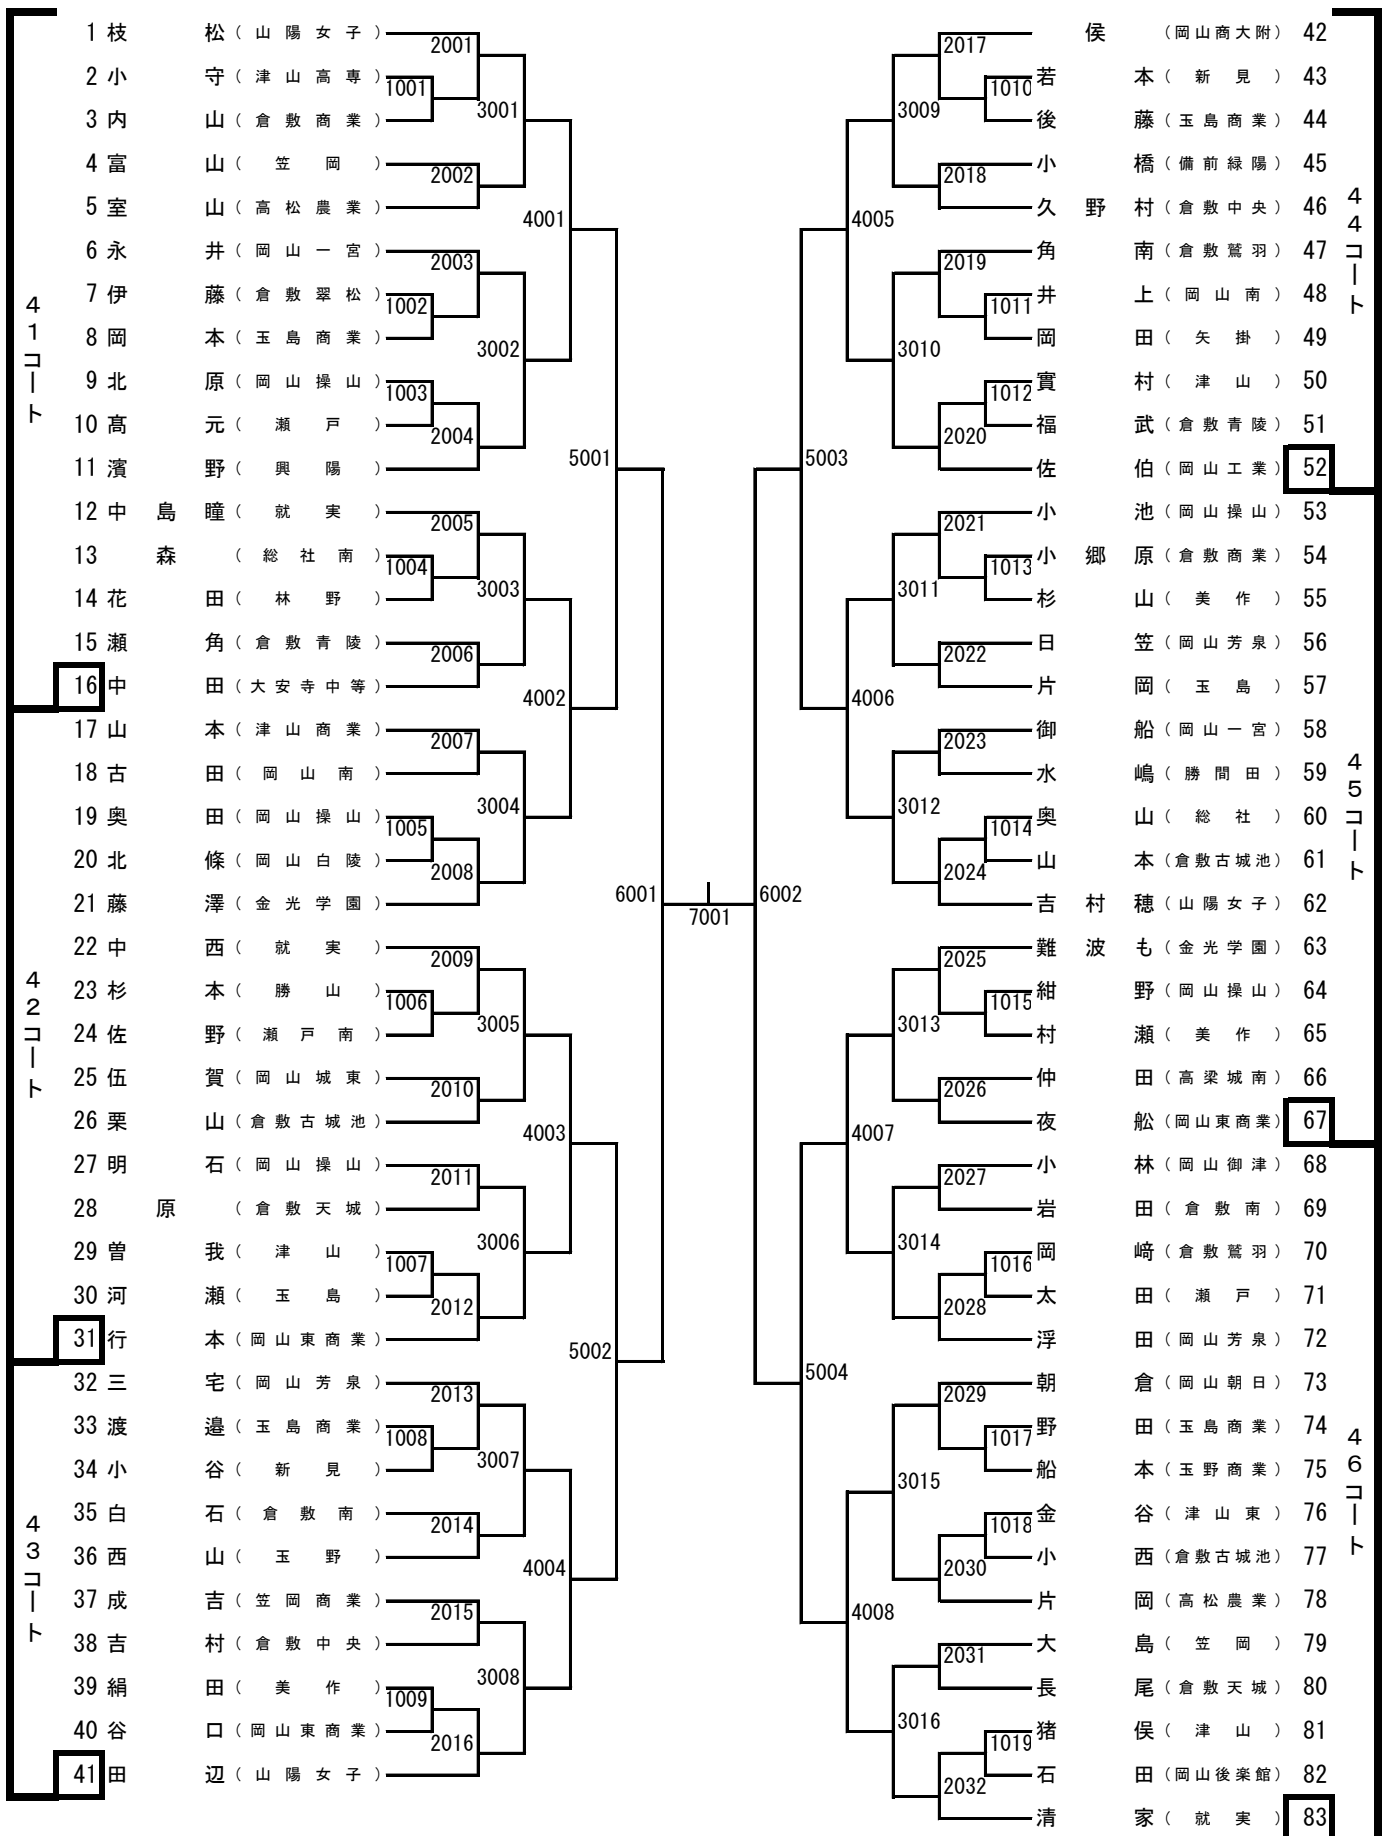 1 枝松(山陽女子)
2 小守(津山高専)
3 内山(倉敷商業)
4 富山(笠岡)
5 室山(高松農業)
6 永井(岡山一宮)
7 伊藤(倉敷翠松)
8 岡本(玉島商業)
9 北原(岡山操山)
10 髙元(瀬戸)
11 濱野(興陽)
12 中島瞳(就実)
13 森(総社南)
14 花田(林野)
15 瀬角(倉敷青陵)
16 中田(大安寺中等)
17 山本(津山商業)
18 古田(岡山南)
19 奥田(岡山操山)
20 北條(岡山白陵)
21 藤澤(金光学園)
22 中西(就実)
23 杉本(勝山)
24 佐野(瀬戸南)
25 伍賀(岡山城東)
26 栗山(倉敷古城池)
27 明石(岡山操山)
28 原(倉敷天城)
29 曽我(津山)
30 河瀬(玉島)
31 行本(岡山東商業)
32 三宅(岡山芳泉)
33 渡邉(玉島商業)
34 小谷(新見)
35 白石(倉敷南)
36 西山(玉野)
37 成吉(笠岡商業)
38 吉村(倉敷中央)
39 絹田(美作)
40 谷口(岡山東商業)
41 田辺(山陽女子)
41コート
42コート
43コート
1001
1002
1003
1004
1005
1006
1007
1008
1009
2001
2002
2003
2004
2005
2006
2007
2008
2009
2010
2011
2012
2013
2014
2015
2016
3001
3002
3003
3004
3005
3006
3007
3008
4001
4002
4003
4004
5001
5002
6001
7001
6002
5003
5004
4005
4006
4007
4008
3009
3010
3011
3012
3013
3014
3015
3016
2017
2018
2019
2020
2021
2022
2023
2024
2025
2026
2027
2028
2029
2030
2031
2032
1010
1011
1012
1013
1014
1015
1016
1017
1018
1019
侯(岡山商大附) 42
若本(新見) 43
後藤(玉島商業) 44
小橋(備前緑陽) 45
久野村(倉敷中央) 46
角南(倉敷鷲羽) 47
井上(岡山南) 48
岡田(矢掛) 49
實村(津山) 50
福武(倉敷青陵) 51
佐伯(岡山工業) 52
小池(岡山操山) 53
小郷原(倉敷商業) 54
杉山(美作) 55
日笠(岡山芳泉) 56
片岡(玉島) 57
御船(岡山一宮) 58
水嶋(勝間田) 59
奥山(総社) 60
山本(倉敷古城池) 61
吉村穂(山陽女子) 62
難波も(金光学園) 63
紺野(岡山操山) 64
村瀬(美作) 65
仲田(高梁城南) 66
夜舩(岡山東商業) 67
小林(岡山御津) 68
岩田(倉敷南) 69
岡﨑(倉敷鷲羽) 70
太田(瀬戸) 71
浮田(岡山芳泉) 72
朝倉(岡山朝日) 73
野田(玉島商業) 74
船本(玉野商業) 75
金谷(津山東) 76
小西(倉敷古城池) 77
片岡(高松農業) 78
大島(笠岡) 79
長尾(倉敷天城) 80
猪俣(津山) 81
石田(岡山後楽館) 82
清家(就実) 83
44コート
45コート
46コート